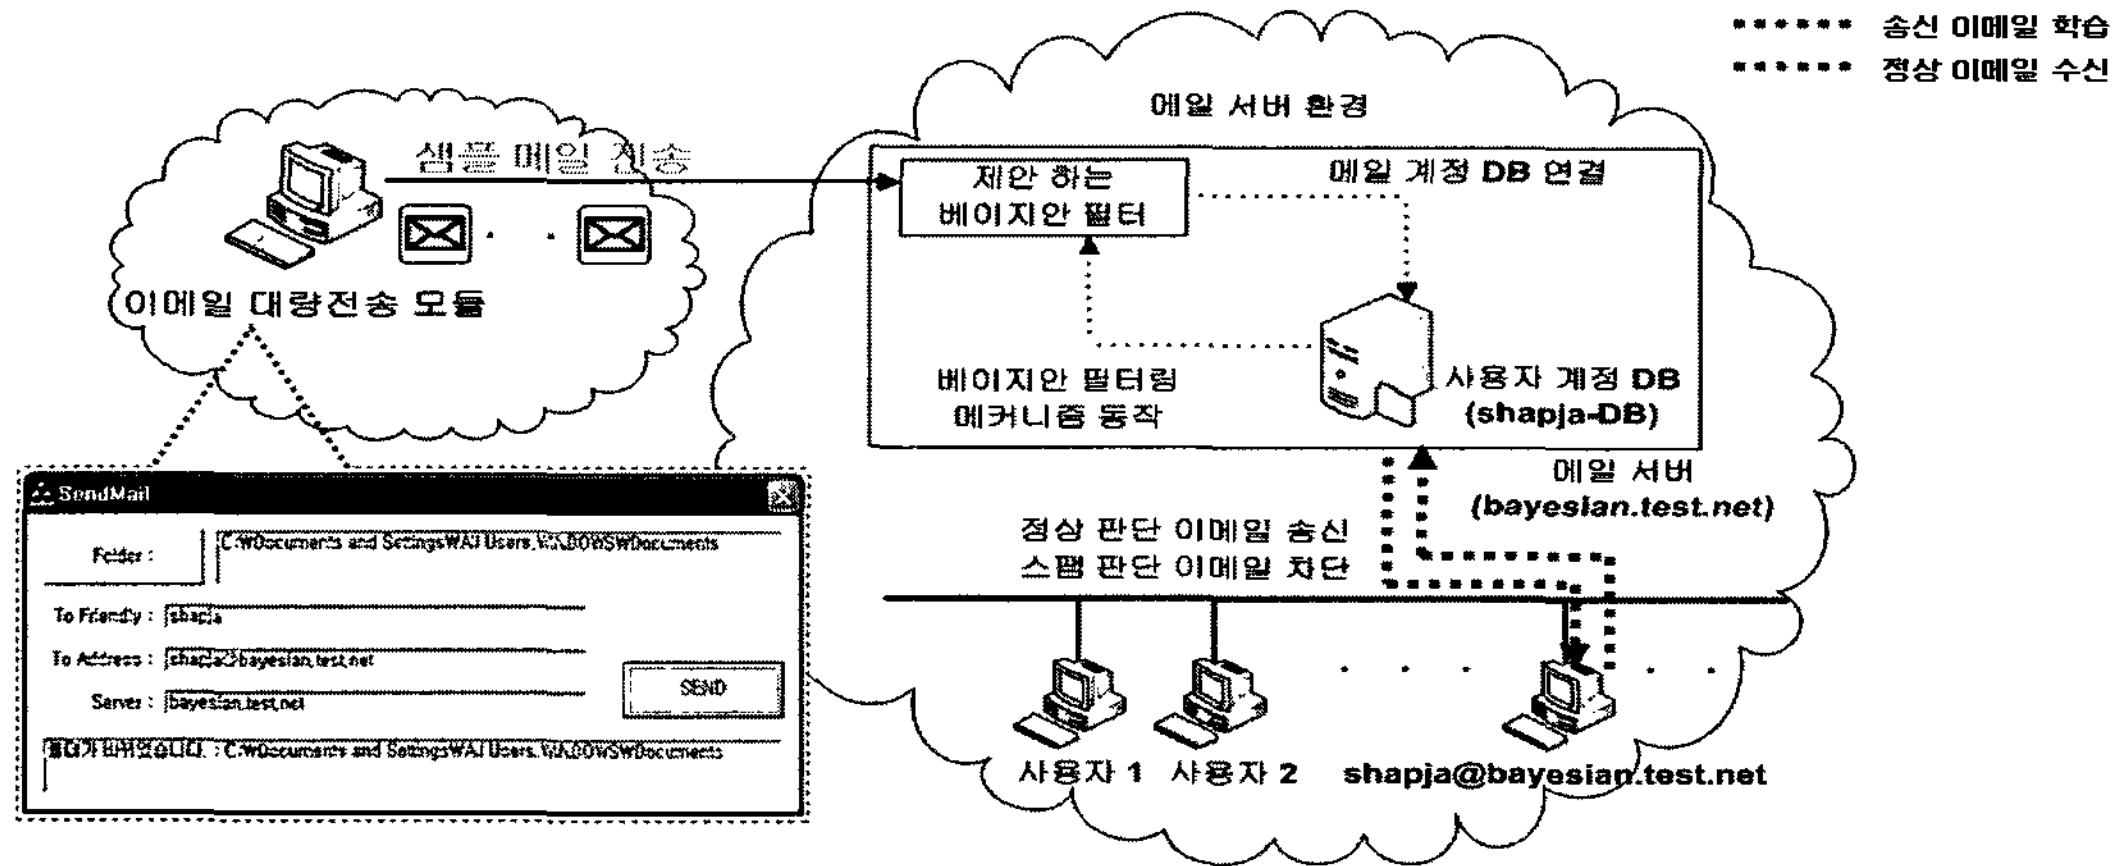 송신 이메일 학습
정상 이메일 수신
메일 서버 환경
샘플 메일 전송
제안 하는
베이지안 필터
메일 계정 DB 연결
이메일 대량전송 모듈
베이지안 필터링
메커니즘 동작
사용자 계정 DB
(shapja-DB)
메일 서버
(bayesian.test.net)
정상 판단 이메일 송신
스팸 판단 이메일 차단
SendMail
Folder :
To Friendly : shapja
To Address : shapja@bayesian.test.net
Server : bayesian.test.net
SEND
사용자 1
사용자 2
shapja@bayesian.test.net